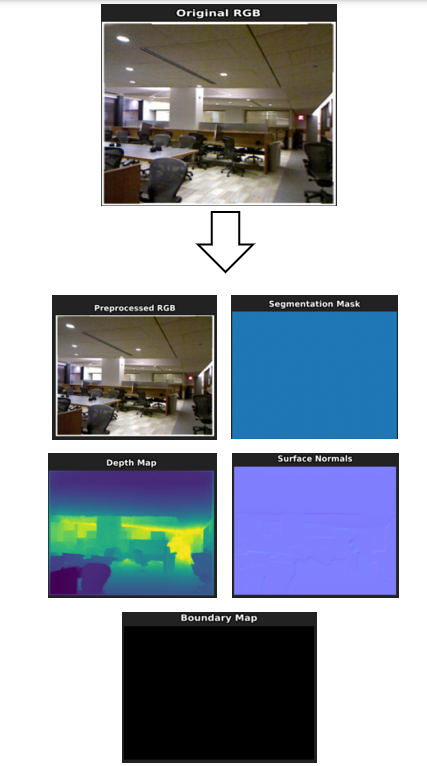 Original RGB
Preprocessed RGB
Segmentation Mask
Depth Map
Surface Normals
Boundary Map